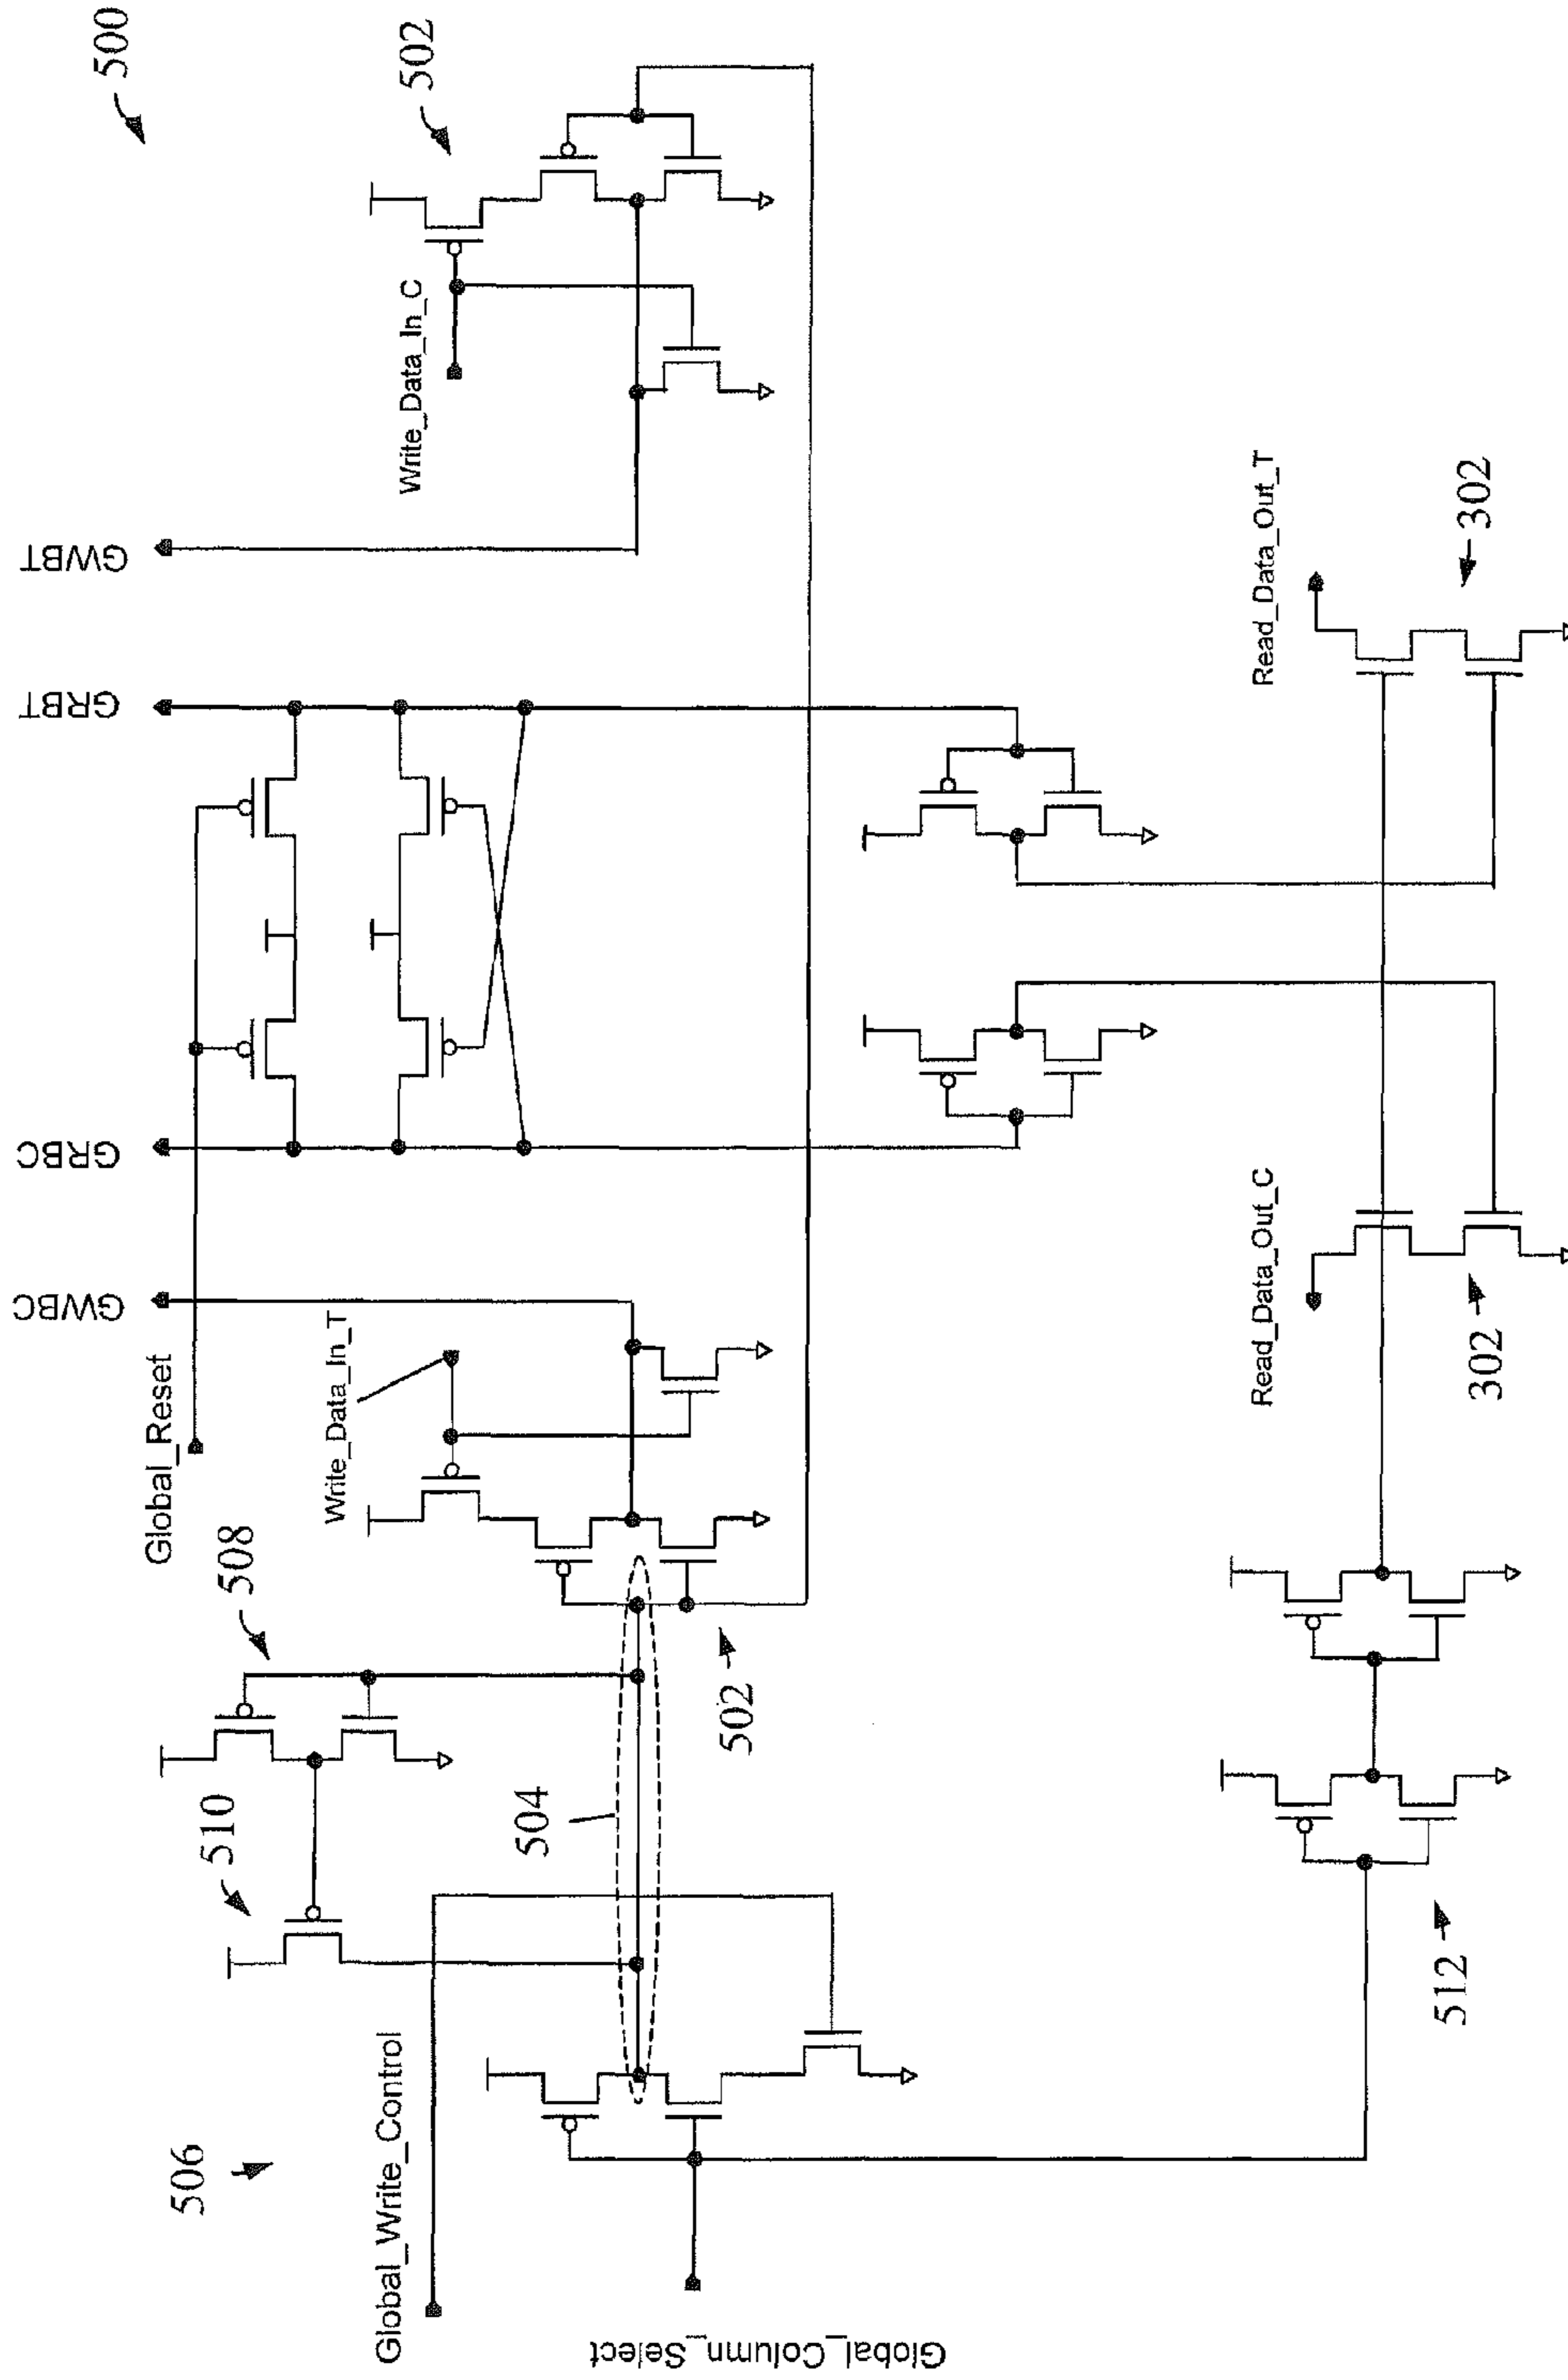 500
GWBC
GRBC
GRBT
GWBT
Global_Reset
508
510
502
Write_Data_In_T
Write_Data_In_C
506
Global_Write_Control
504
502
Global_Column_Select
512
Read_Data_Out_C
302
Read_Data_Out_T
302